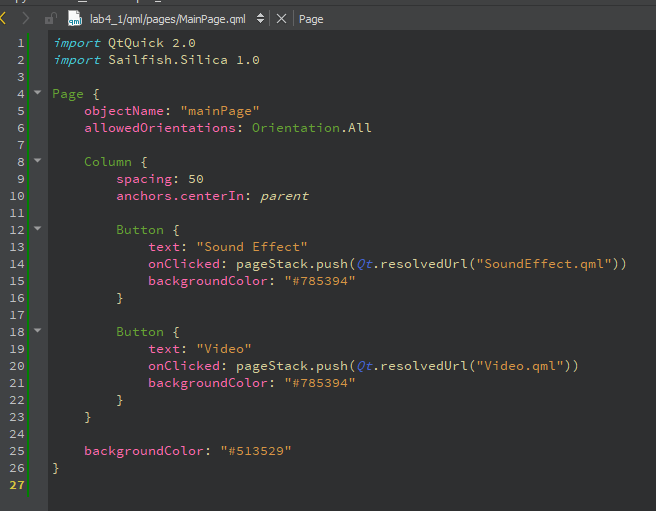 lab4_1/qml/pages/MainPage.qml Page
1 import QtQuick 2.0
2 import Sailfish.Silica 1.0
3
4 Page {
5     objectName: "mainPage"
6     allowedOrientations: Orientation.All
7
8     Column {
9         spacing: 50
10         anchors.centerIn: parent
11
12         Button {
13             text: "Sound Effect"
14             onClicked: pageStack.push(Qt.resolvedUrl("SoundEffect.qml"))
15             backgroundColor: "#785394"
16         }
17
18         Button {
19             text: "Video"
20             onClicked: pageStack.push(Qt.resolvedUrl("Video.qml"))
21             backgroundColor: "#785394"
22         }
23     }
24
25     backgroundColor: "#513529"
26 }
27